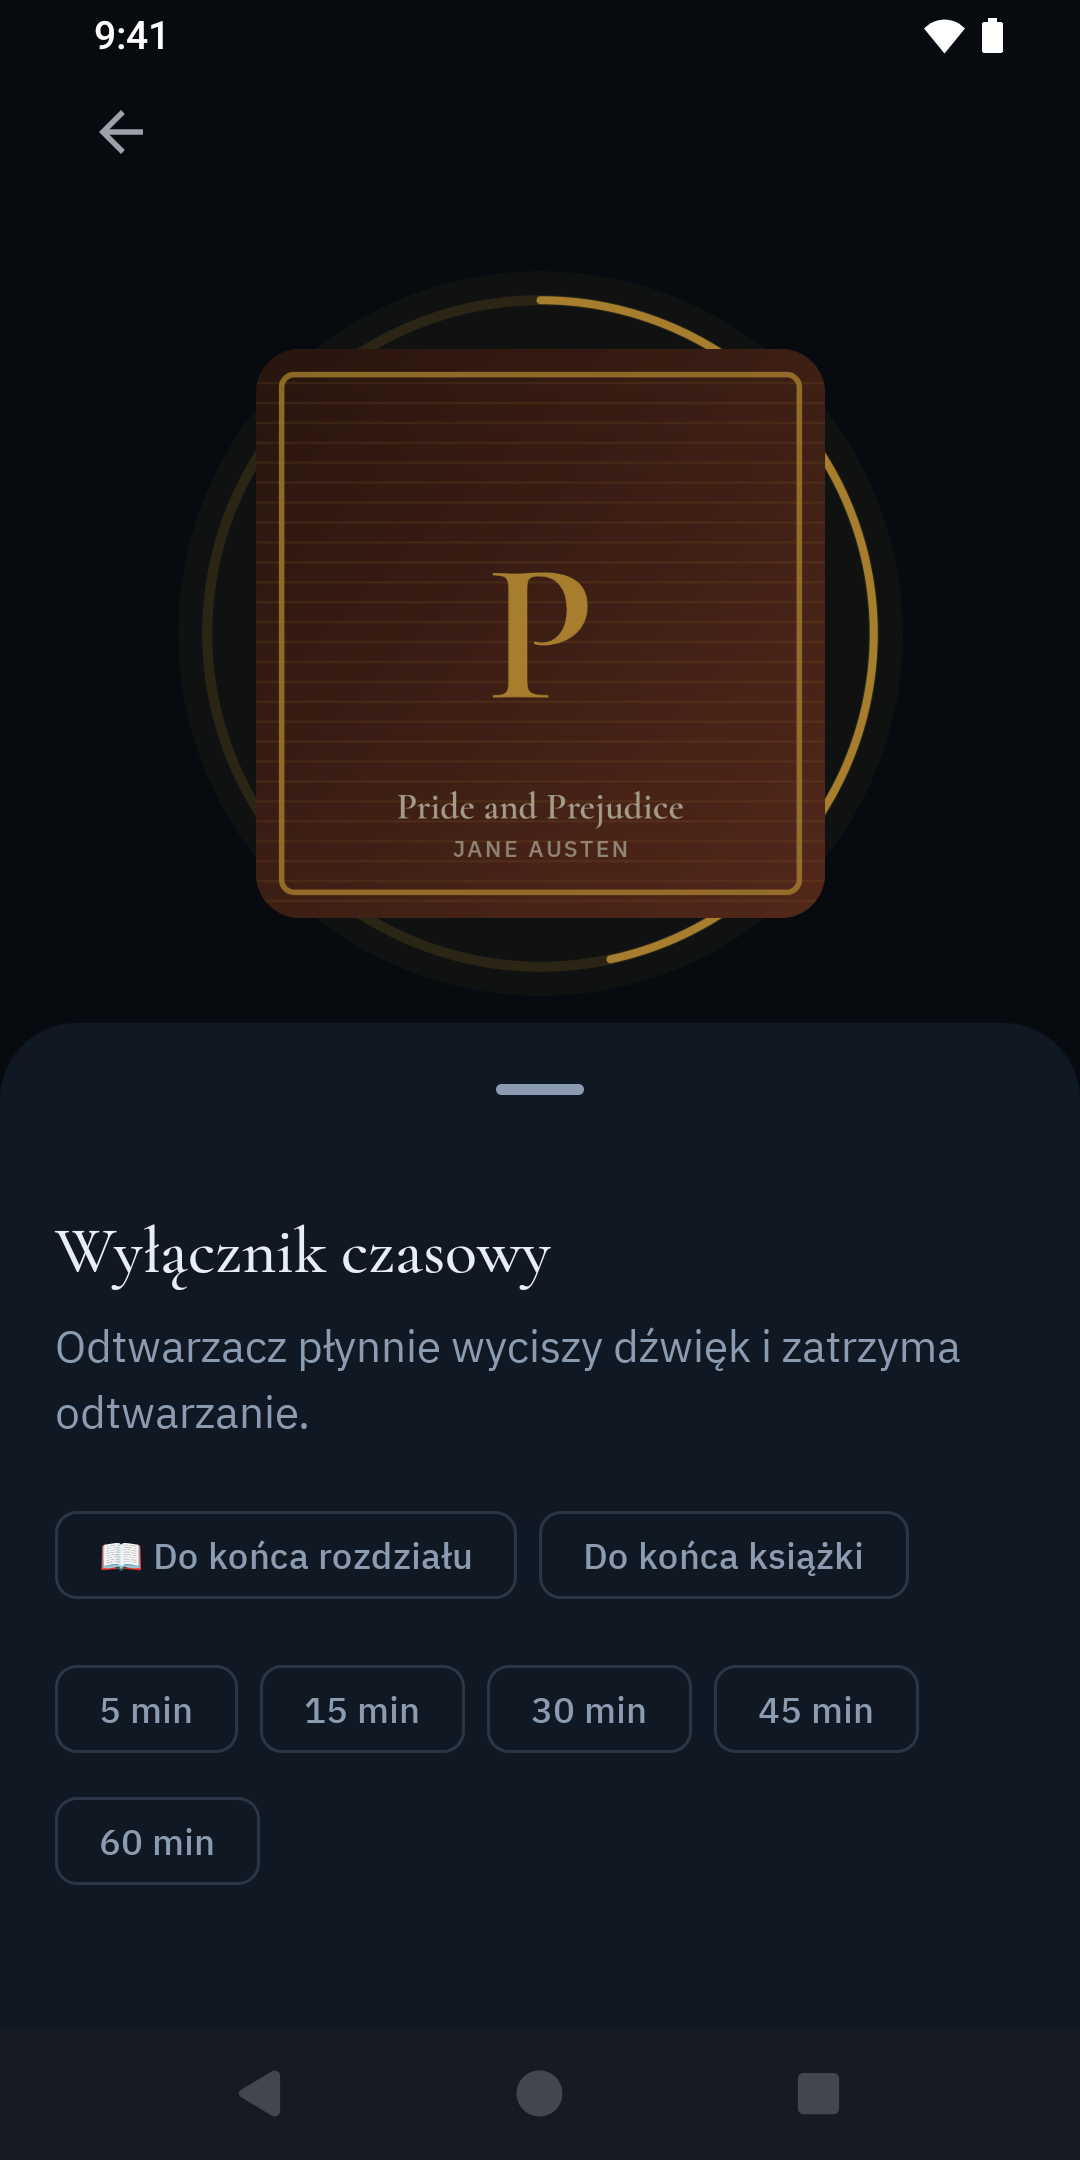 9:41
P
Pride and Prejudice
JANE AUSTEN
Wyłącznik czasowy
Odtwarzacz płynnie wyciszy dźwięk i zatrzyma
odtwarzanie.
📖 Do końca rozdziału
Do końca książki
5 min
15 min
30 min
45 min
60 min